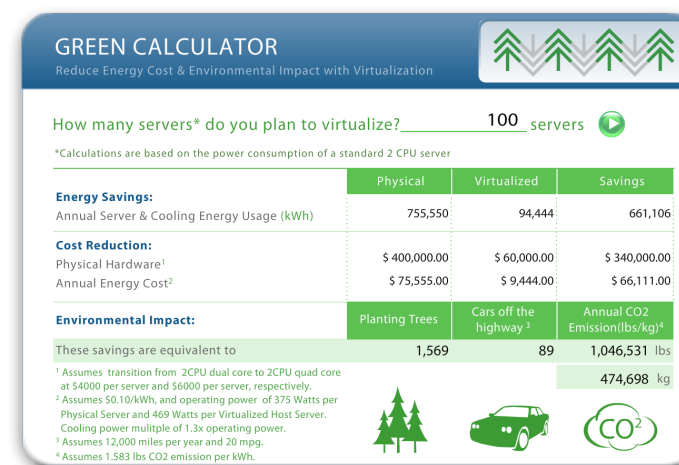 GREEN CALCULATOR
Reduce Energy Cost & Environmental Impact with Virtualization
How many servers* do you plan to virtualize? 100 servers
*Calculations are based on the power consumption of a standard 2 CPU server
Physical Virtualized Savings
Energy Savings:
Annual Server & Cooling Energy Usage (kWh) 755,550 94,444 661,106
Cost Reduction:
Physical Hardware¹ $ 400,000.00 $ 60,000.00 $ 340,000.00
Annual Energy Cost² $ 75,555.00 $ 9,444.00 $ 66,111.00
Environmental Impact: Planting Trees Cars off the highway ³ Annual CO2 Emission(lbs/kg)⁴
These savings are equivalent to 1,569 89 1,046,531 lbs
474,698 kg
¹ Assumes transition from 2CPU dual core to 2CPU quad core
at $4000 per server and $6000 per server, respectively.
² Assumes $0.10/kWh, and operating power of 375 Watts per
Physical Server and 469 Watts per Virtualized Host Server.
Cooling power mulitple of 1.3x operating power.
³ Assumes 12,000 miles per year and 20 mpg.
⁴ Assumes 1.583 lbs CO2 emission per kWh.
CO²